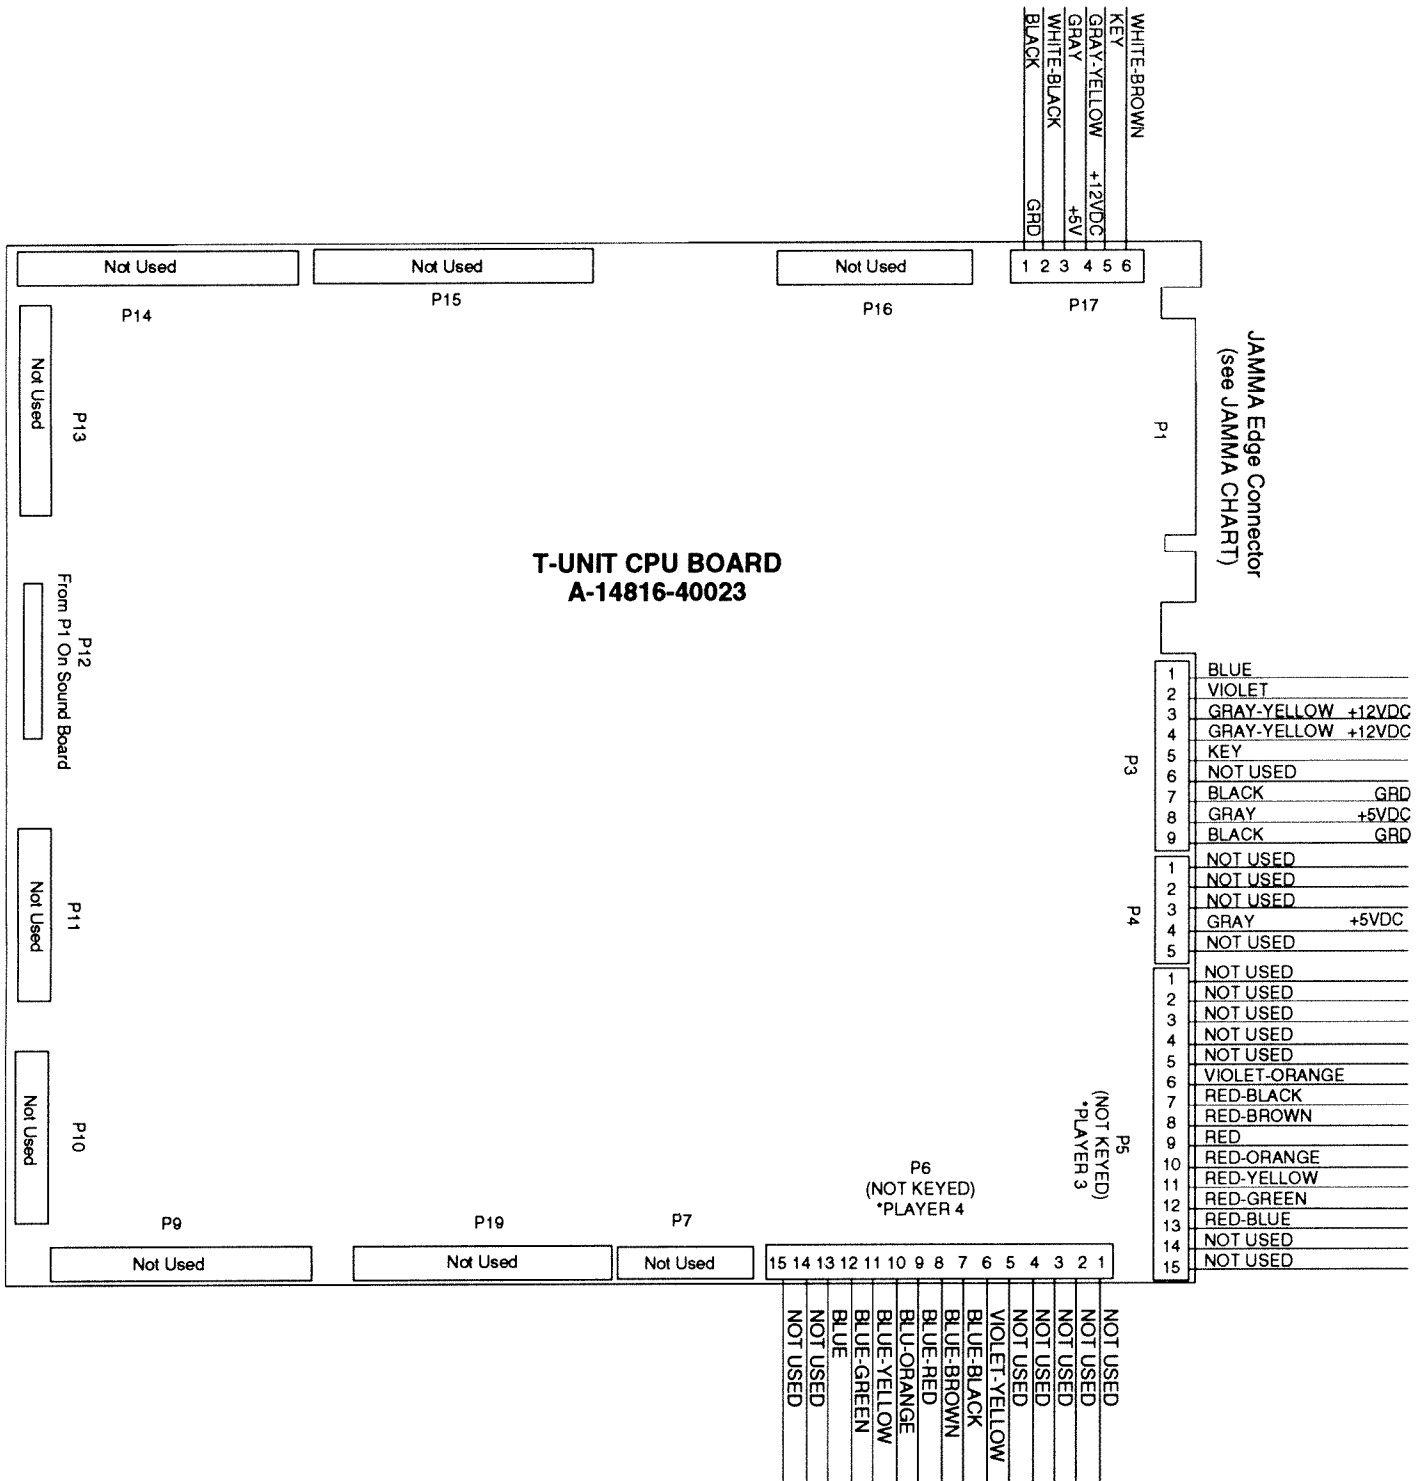 WHITE-BROWN
KEY
GRAY-YELLOW +12VDC
GRAY +5V
WHITE-BLACK
BLACK GRD
Not Used
Not Used
Not Used
1 2 3 4 5 6
P14
P15
P16
P17
Not Used
P13
JAMMA Edge Connector
(see JAMMA CHART)
P1
T-UNIT CPU BOARD
A-14816-40023
P12
From P1 On Sound Board
P3
1 BLUE
2 VIOLET
3 GRAY-YELLOW +12VDC
4 GRAY-YELLOW +12VDC
5 KEY
6 NOT USED
7 BLACK GRD
8 GRAY +5VDC
9 BLACK GRD
P4
1 NOT USED
2 NOT USED
3 NOT USED
4 GRAY +5VDC
5 NOT USED
Not Used
P11
1 NOT USED
2 NOT USED
3 NOT USED
4 NOT USED
5 NOT USED
6 VIOLET-ORANGE
7 RED-BLACK
8 RED-BROWN
9 RED
10 RED-ORANGE
11 RED-YELLOW
12 RED-GREEN
13 RED-BLUE
14 NOT USED
15 NOT USED
P5
(NOT KEYED)
*PLAYER 3
Not Used
P10
P6
(NOT KEYED)
*PLAYER 4
P9
P19
P7
Not Used
Not Used
Not Used
15 14 13 12 11 10 9 8 7 6 5 4 3 2 1
NOT USED
NOT USED
NOT USED
NOT USED
NOT USED
VIOLET-YELLOW
BLUE-BLACK
BLUE-BROWN
BLUE-RED
BLU-ORANGE
BLUE-YELLOW
BLUE-GREEN
BLUE
NOT USED
NOT USED